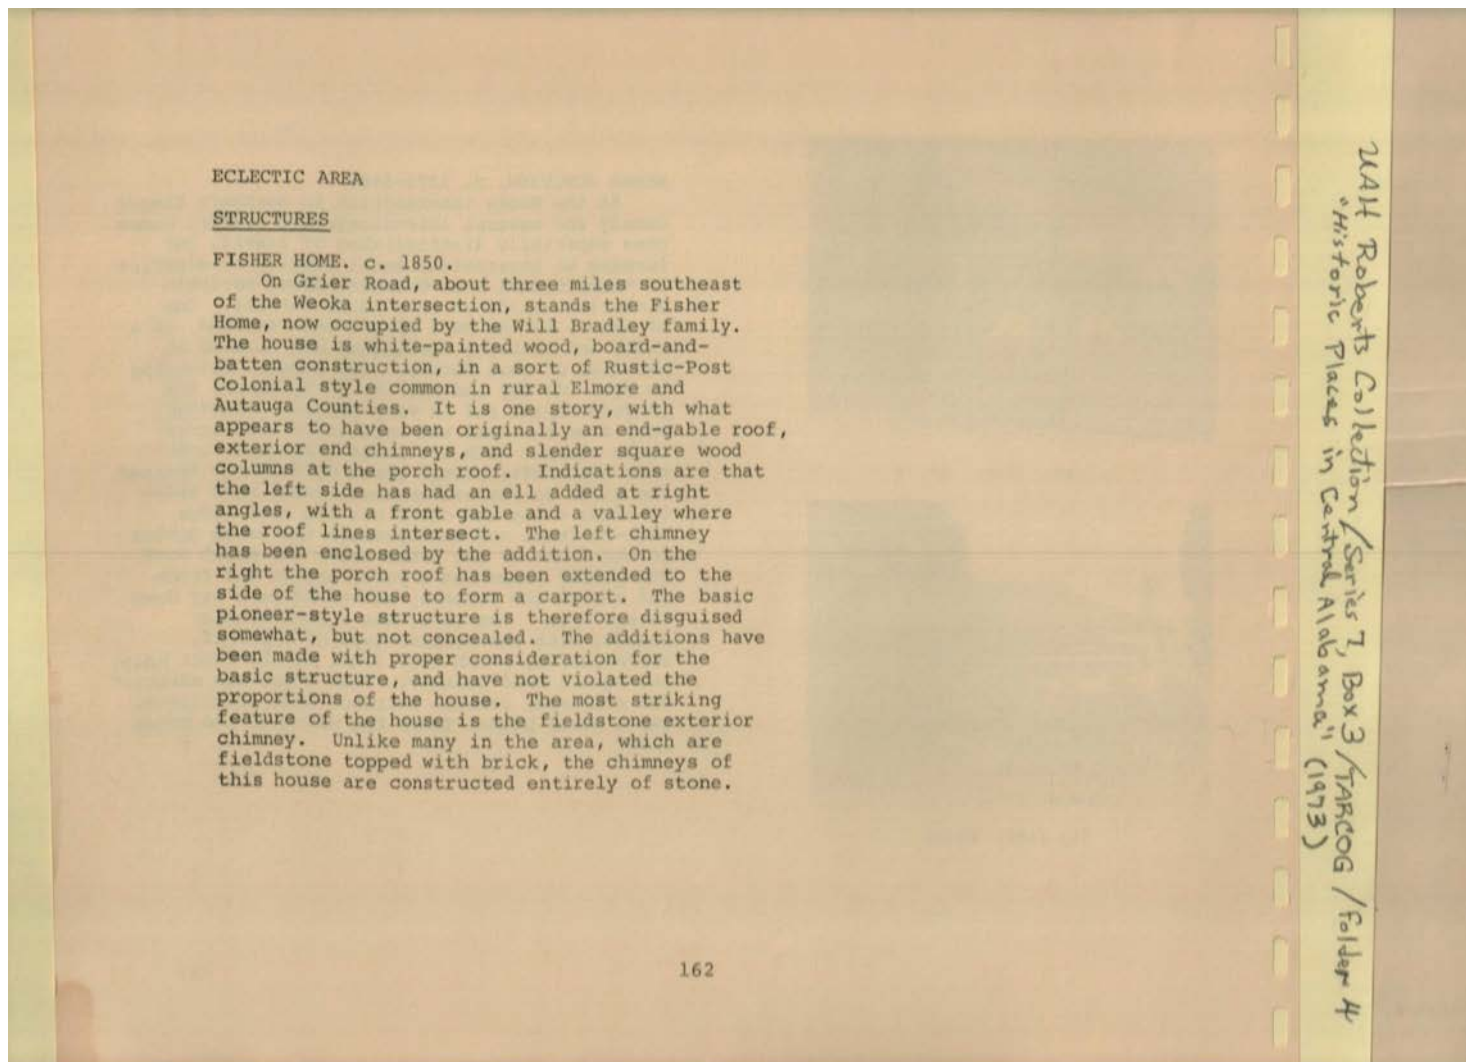 ECLECTIC AREA
STRUCTURES
FISHER HOME. c. 1850.
On Grier Road, about three miles southeast
of the Weoka intersection, stands the Fisher
Home, now occupied by the Will Bradley family.
The house is white-painted wood, board-and-
batten construction, in a sort of Rustic-Post
Colonial style common in rural Elmore and
Autauga Counties. It is one story, with what
appears to have been originally an end-gable roof,
exterior end chimneys, and slender square wood
columns at the porch roof. Indications are that
the left side has had an ell added at right
angles, with a front gable and a valley where
the roof lines intersect. The left chimney
has been enclosed by the addition. On the
right the porch roof has been extended to the
side of the house to form a carport. The basic
pioneer-style structure is therefore disguised
somewhat, but not concealed. The additions have
been made with proper consideration for the
basic structure, and have not violated the
proportions of the house. The most striking
feature of the house is the fieldstone exterior
chimney. Unlike many in the area, which are
fieldstone topped with brick, the chimneys of
this house are constructed entirely of stone.
162
UAH Roberts Collection/Series 7, Box 3/TARCOG/folder 4
"Historic Places in Central Alabama" (1973)